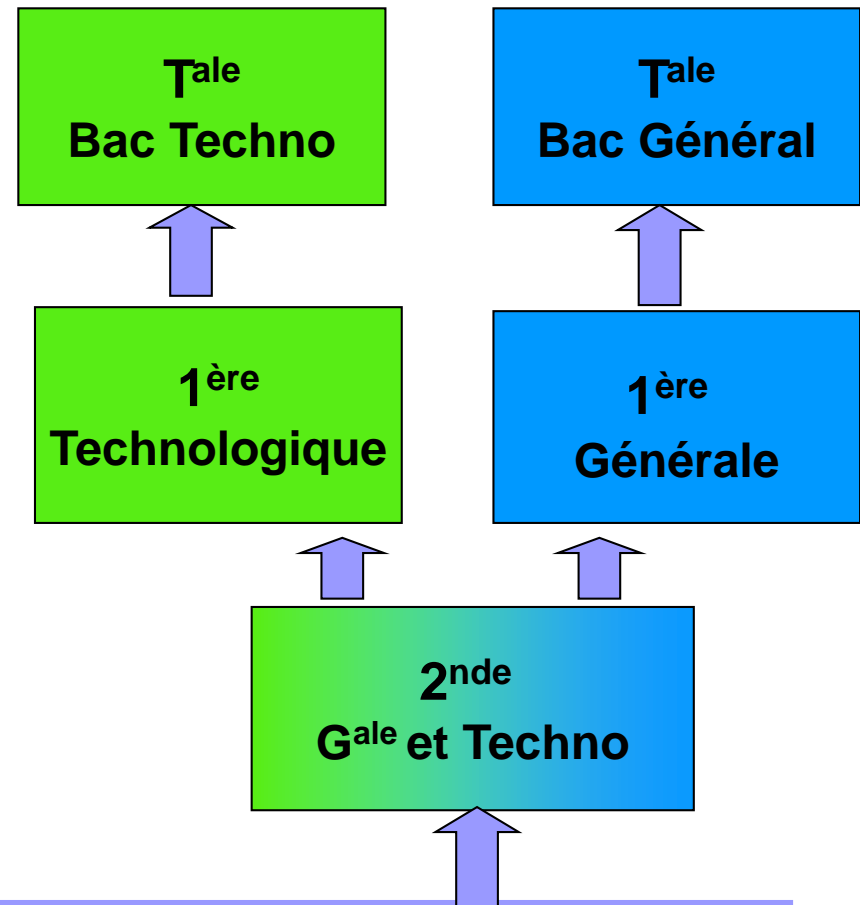 Tale
Bac Techno
Tale
Bac Général
1ère
Technologique
1ère
Générale
2nde
Gale et Techno